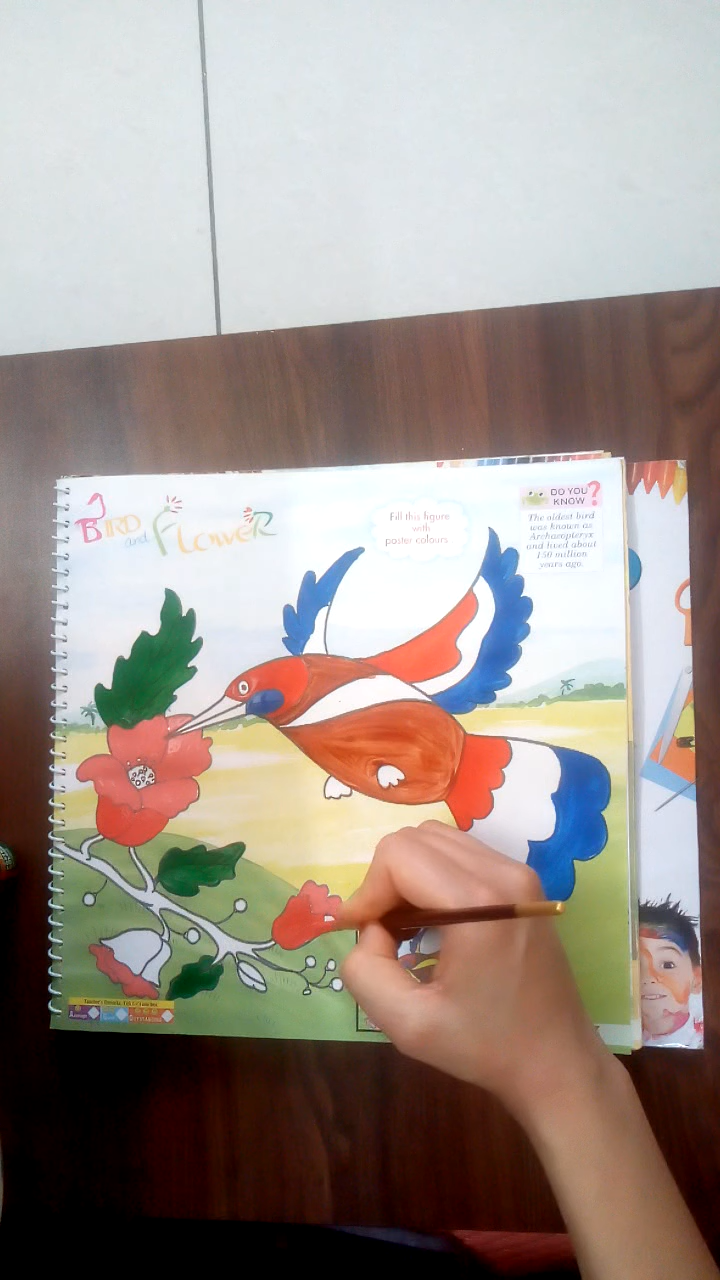 BIRD and FLOWER
Fill this figure
with
poster colours
DO YOU
KNOW ?
The oldest bird
was known as
Archaeopteryx
and lived about
150 million
years ago.